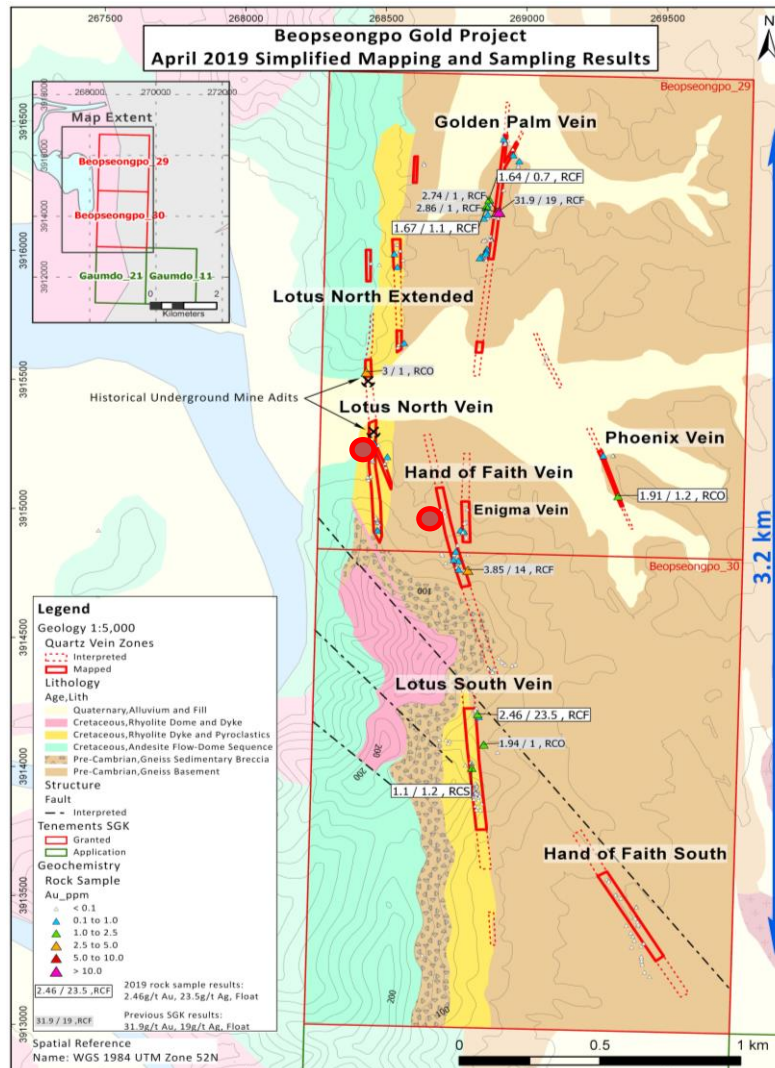 267500
268000
268500
269000
269500
Beopseongpo Gold Project
April 2019 Simplified Mapping and Sampling Results
N
268000
270000
272000
3918000
3916000
3914000
3912000
Map Extent
Beopseongpo_29
Beopseongpo_30
Gaumdo_21
Gaumdo_11
0 2
Kilometers
Beopseongpo_29
Golden Palm Vein
1.64 / 0.7, RCF
2.74 / 1, RCF
2.86 / 1, RCF
31.9 / 19, RCF
1.67 / 1.1, RCF
Lotus North Extended
3 / 1, RCO
Historical Underground Mine Adits
Lotus North Vein
Phoenix Vein
Hand of Faith Vein
1.91 / 1.2, RCO
Enigma Vein
3.2 km
Beopseongpo_30
3.85 / 14, RCF
100
Lotus South Vein
2.46 / 23.5, RCF
1.94 / 1, RCO
200
200
200
1.1 / 1.2, RCS
Hand of Faith South
200
100
3916500
3916000
3915500
3915000
3914500
3914000
3913500
3913000
Legend
Geology 1:5,000
Quartz Vein Zones
Interpreted
Mapped
Lithology
Age,Lith
Quaternary,Alluvium and Fill
Cretaceous,Rhyolite Dome and Dyke
Cretaceous,Rhyolite Dyke and Pyroclastics
Cretaceous,Andesite Flow-Dome Sequence
Pre-Cambrian,Gneiss Sedimentary Breccia
Pre-Cambrian,Gneiss Basement
Structure
Fault
Interpreted
Tenements SGK
Granted
Application
Geochemistry
Rock Sample
Au_ppm
< 0.1
0.1 to 1.0
1.0 to 2.5
2.5 to 5.0
5.0 to 10.0
> 10.0
2.46 / 23.5 ,RCF
2019 rock sample results:
2.46g/t Au, 23.5g/t Ag, Float
31.9 / 19 ,RCF
Previous SGK results:
31.9g/t Au, 19g/t Ag, Float
Spatial Reference
Name: WGS 1984 UTM Zone 52N
0 0.5 1 km